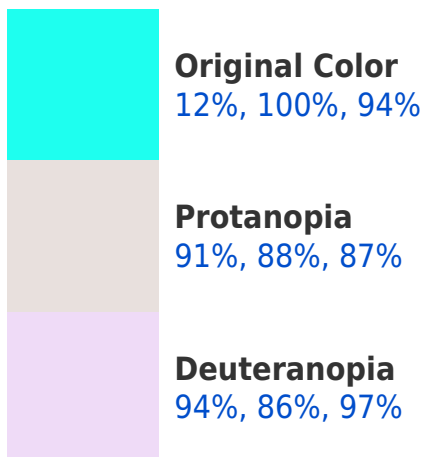 Original Color
12%, 100%, 94%
Protanopia
91%, 88%, 87%
Deuteranopia
94%, 86%, 97%